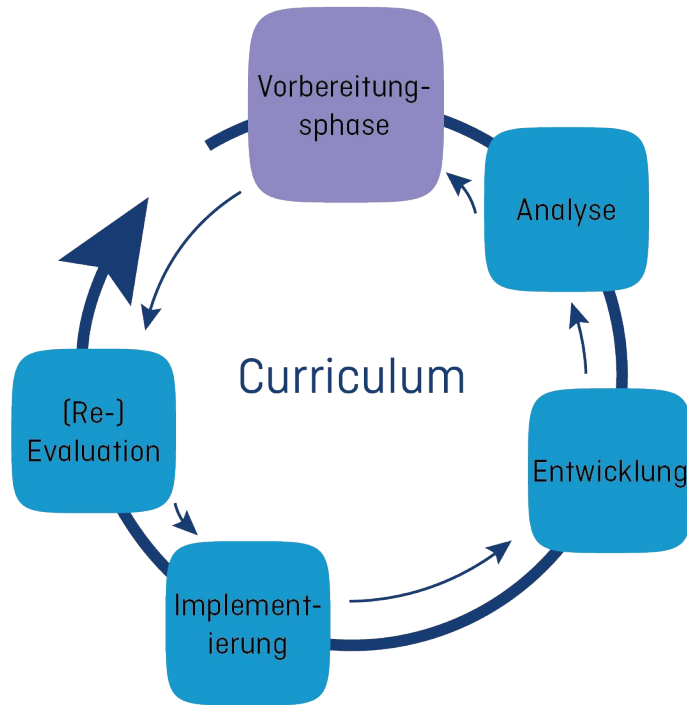 Vorbereitung-
sphase
Analyse
Curriculum
(Re-)
Evaluation
Entwicklung
Implement-
ierung